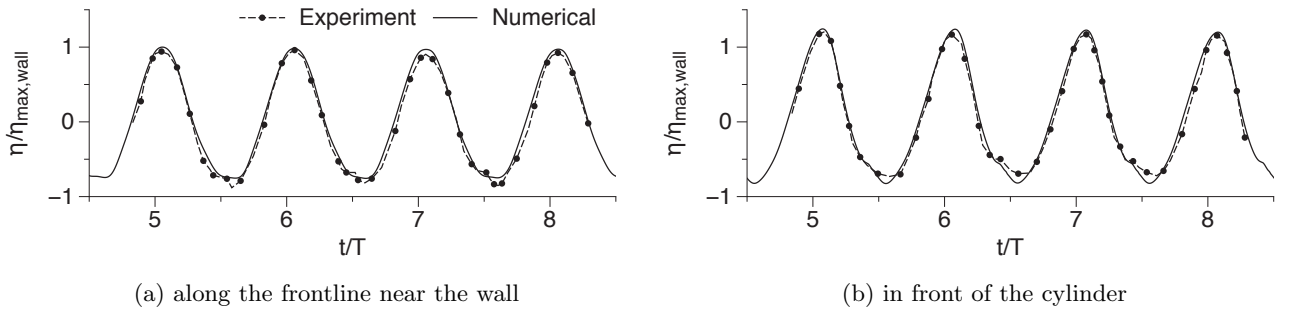 Experiment
Numerical
η/ηmax,wall
1
0
−1
5
6
7
8
t/T
(a) along the frontline near the wall
η/ηmax,wall
1
0
−1
5
6
7
8
t/T
(b) in front of the cylinder